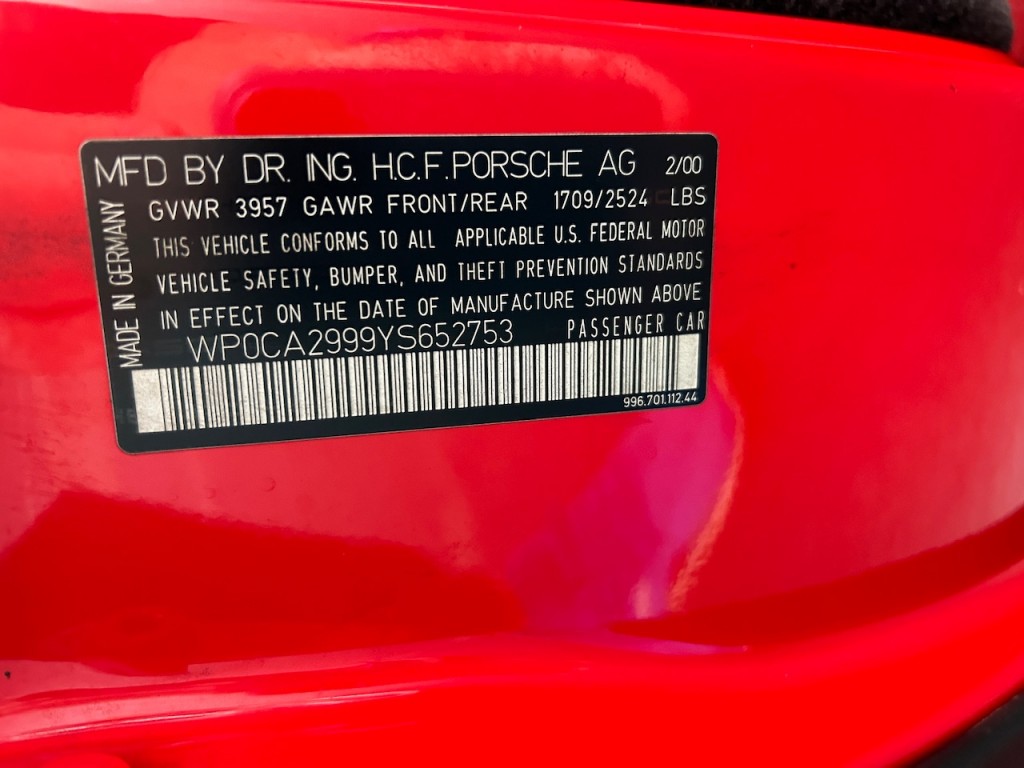 MFD BY DR. ING. H.C.F.PORSCHE AG 2/00
GVWR 3957 GAWR FRONT/REAR 1709/2524 LBS
THIS VEHICLE CONFORMS TO ALL APPLICABLE U.S. FEDERAL MOTOR
VEHICLE SAFETY, BUMPER, AND THEFT PREVENTION STANDARDS
IN EFFECT ON THE DATE OF MANUFACTURE SHOWN ABOVE
WP0CA2999YS652753 PASSENGER CAR
996.701.112.44
MADE IN GERMANY